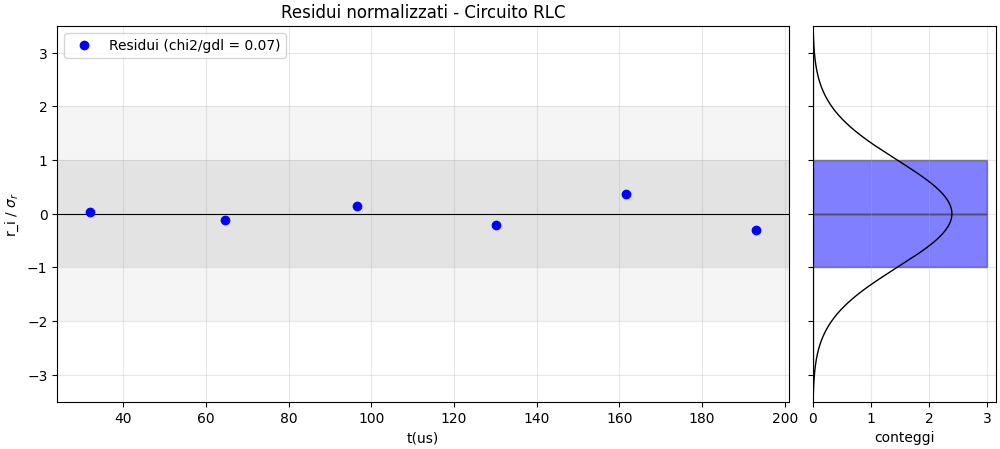 Residui normalizzati - Circuito RLC
Residui (chi2/gdl = 0.07)
r_i / σ_r
3
2
1
0
−1
−2
−3
40 60 80 100 120 140 160 180 200
t(us)
0 1 2 3
conteggi